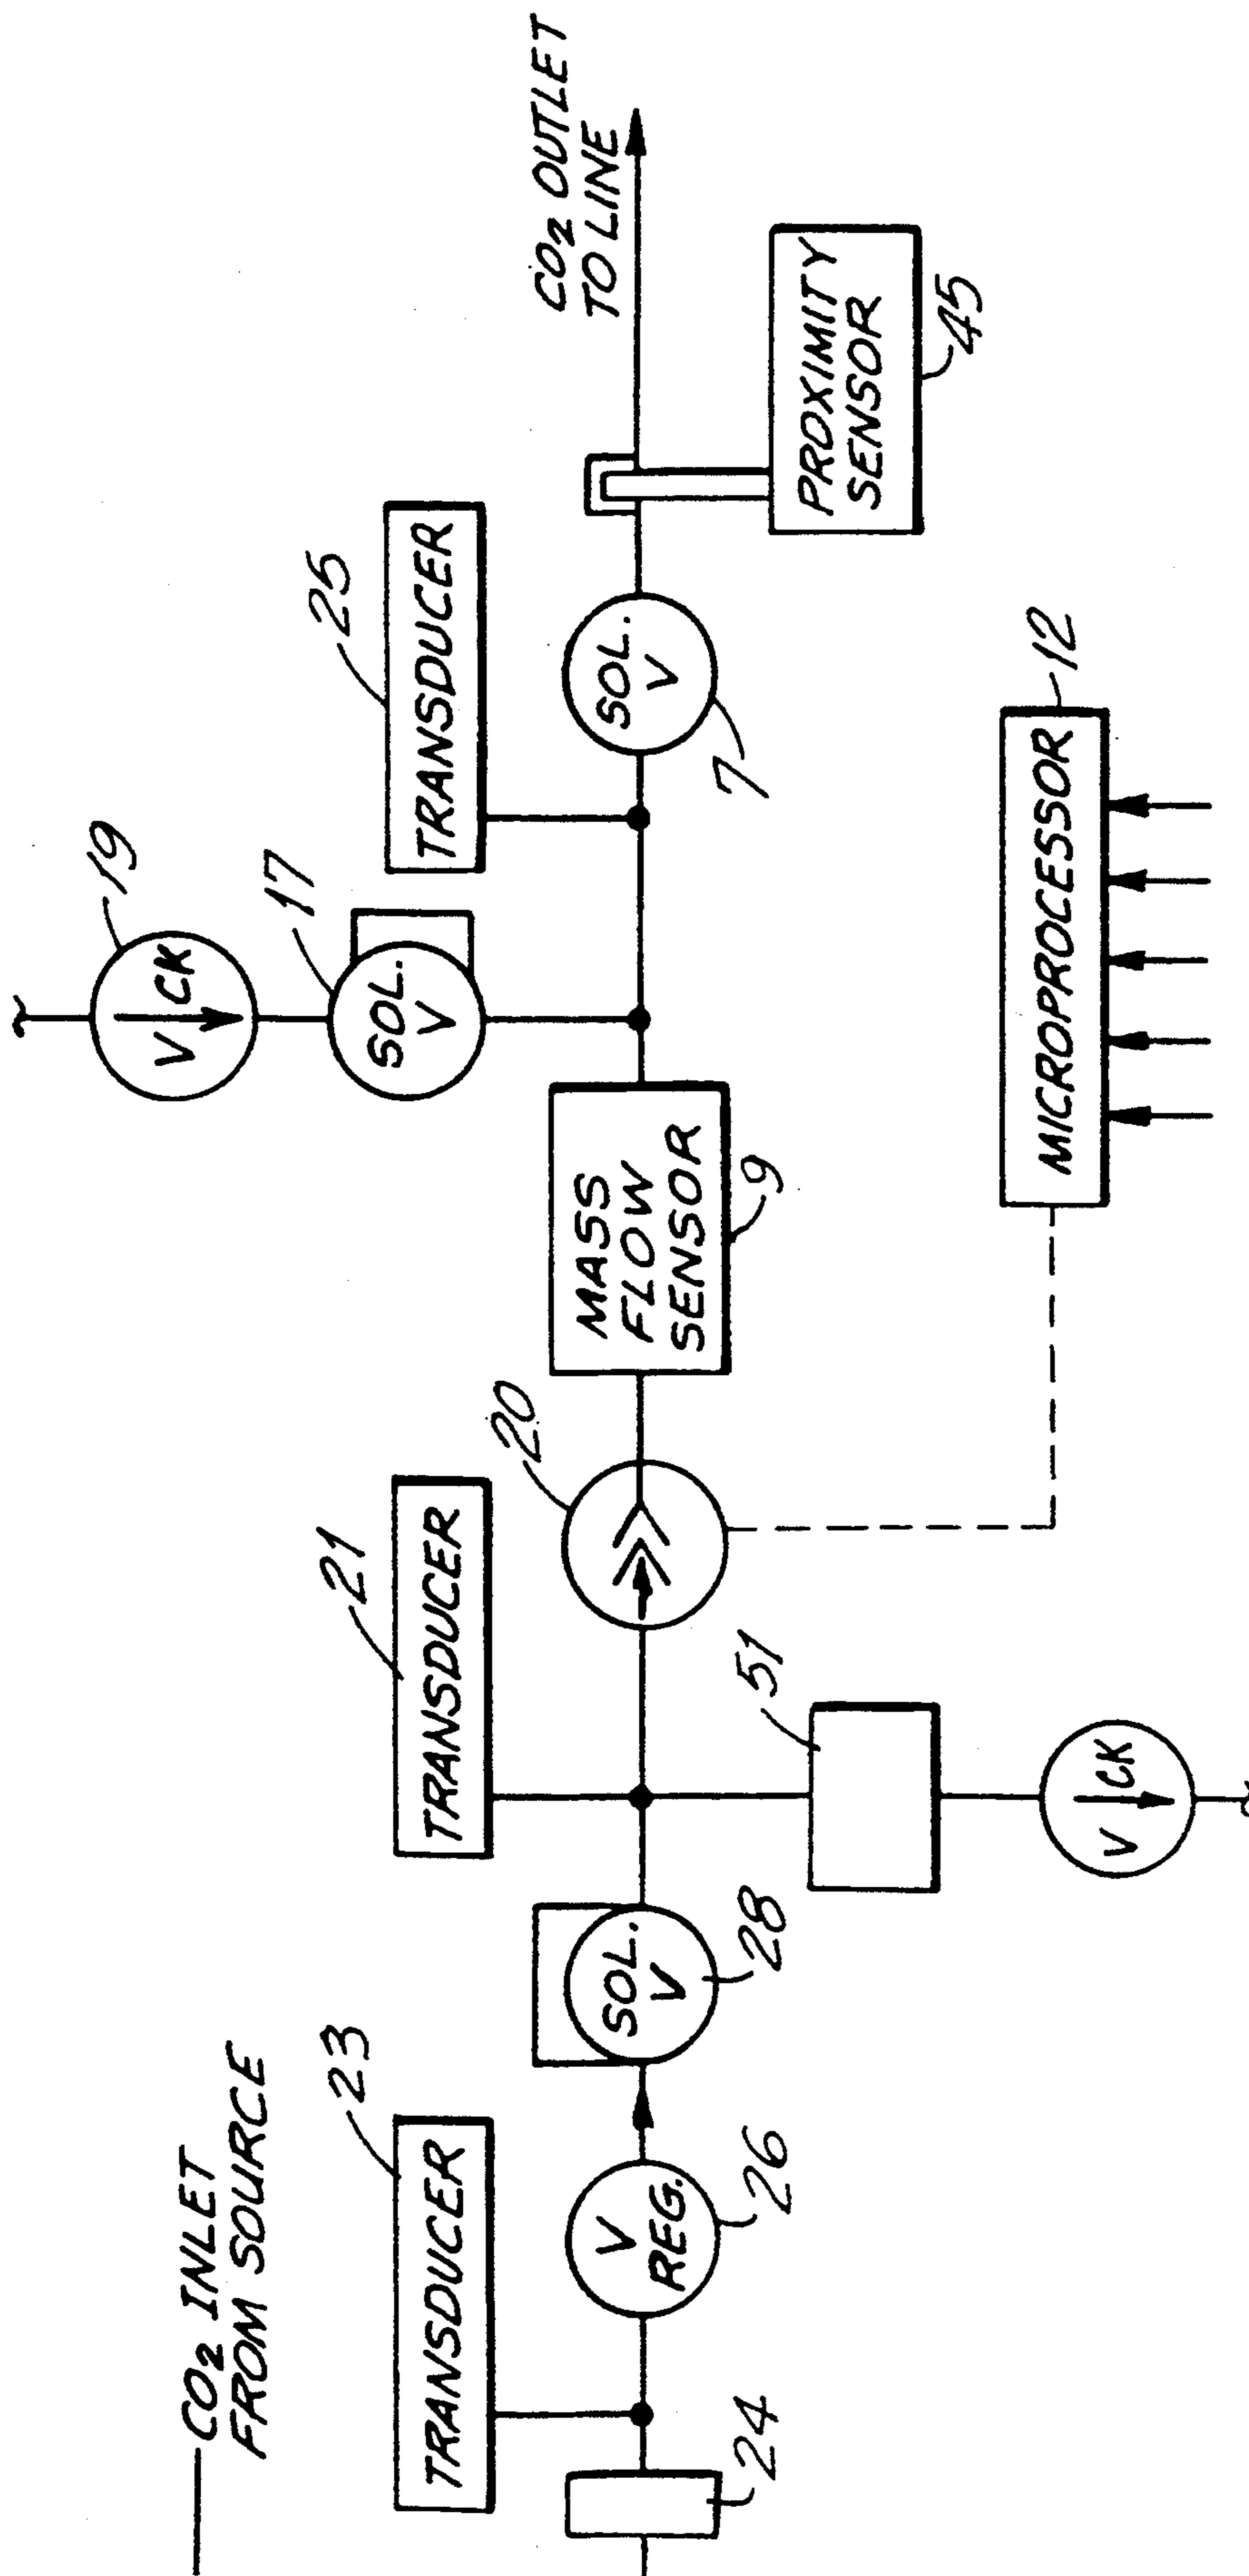 CO2 INLET
FROM SOURCE
TRANSDUCER
23
24
V
REG.
26
SOL.
V
28
TRANSDUCER
21
51
V CK
20
MASS
FLOW
SENSOR
9
V CK
19
SOL.
V
17
TRANSDUCER
25
SOL.
V
7
CO2 OUTLET
TO LINE
PROXIMITY
SENSOR
45
MICROPROCESSOR
12